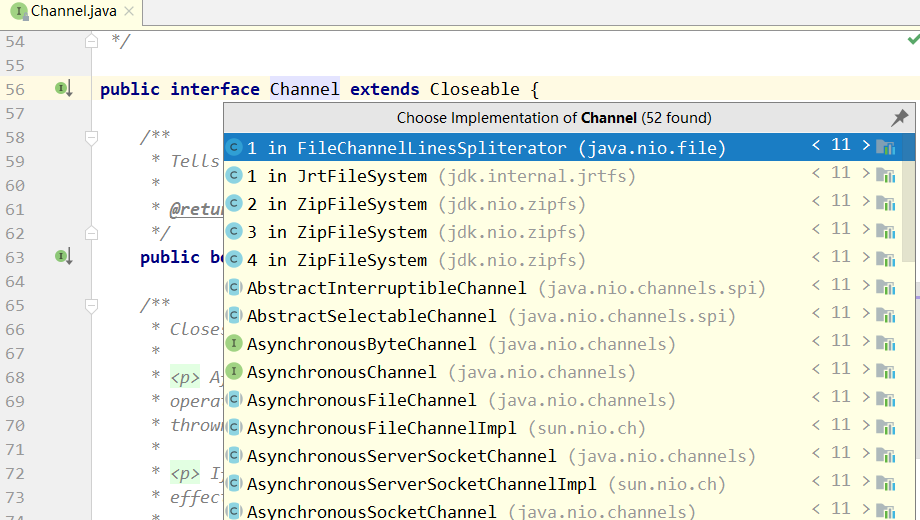 Channel.java
54 */
55
56 public interface Channel extends Closeable {
57
58 /**
59 * Tells
60 *
61 * @retur
62 */
63 public bo
64
65 /**
66 * Closes
67 *
68 * <p> A
69 * opera
70 * thrown
71 *
72 * <p> I
73 * effect
74 *
Choose Implementation of Channel (52 found)
1 in FileChannelLinesSpliterator (java.nio.file) < 11 >
1 in JrtFileSystem (jdk.internal.jrtfs) < 11 >
2 in ZipFileSystem (jdk.nio.zipfs) < 11 >
3 in ZipFileSystem (jdk.nio.zipfs) < 11 >
4 in ZipFileSystem (jdk.nio.zipfs) < 11 >
AbstractInterruptibleChannel (java.nio.channels.spi) < 11 >
AbstractSelectableChannel (java.nio.channels.spi) < 11 >
AsynchronousByteChannel (java.nio.channels) < 11 >
AsynchronousChannel (java.nio.channels) < 11 >
AsynchronousFileChannel (java.nio.channels) < 11 >
AsynchronousFileChannelImpl (sun.nio.ch) < 11 >
AsynchronousServerSocketChannel (java.nio.channels) < 11 >
AsynchronousServerSocketChannelImpl (sun.nio.ch) < 11 >
AsynchronousSocketChannel (java.nio.channels) < 11 >